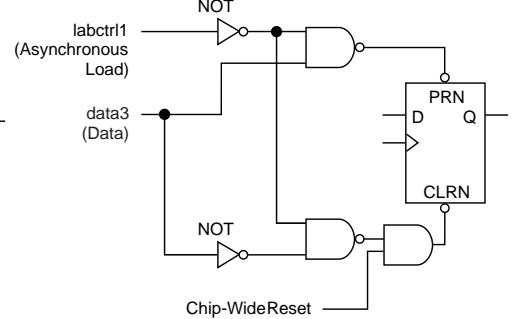 NOT
labctrl1
(Asynchronous
Load)
PRN
data3
(Data)
D
Q
CLRN
NOT
Chip-WideReset